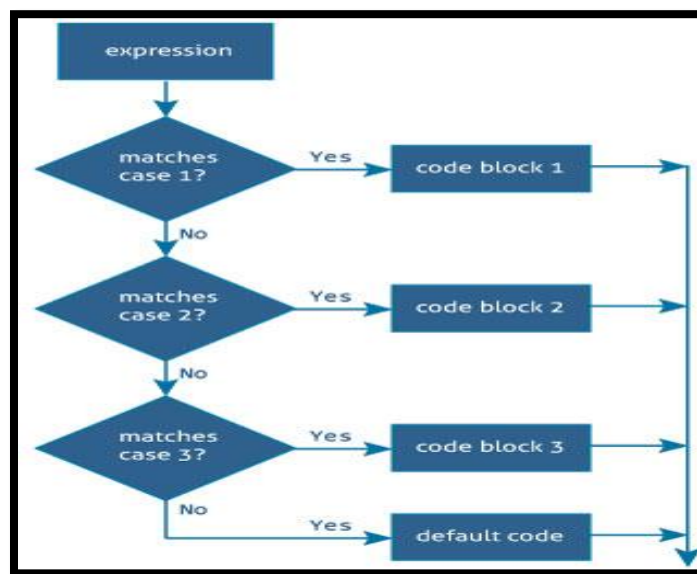 expression
matches
case 1?
Yes
code block 1
No
matches
case 2?
Yes
code block 2
No
matches
case 3?
Yes
code block 3
No
Yes
default code